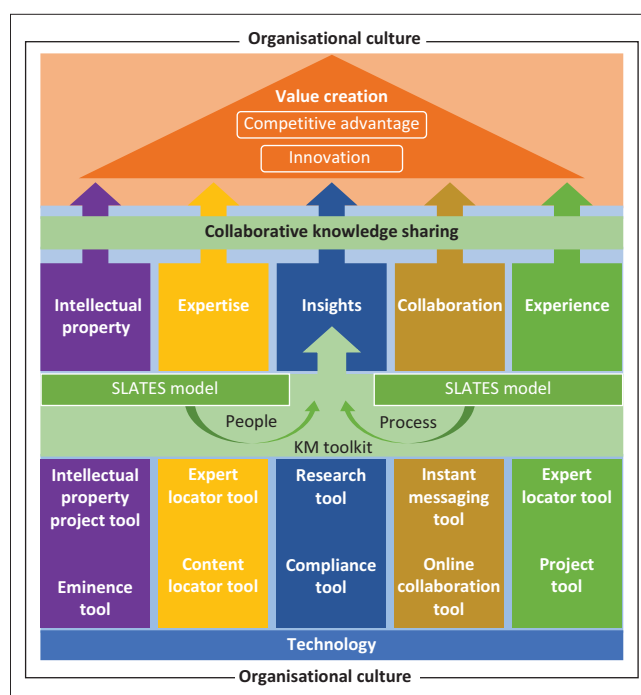 Organisational culture
Value creation
Competitive advantage
Innovation
Collaborative knowledge sharing
Intellectual
property
Expertise
Insights
Collaboration
Experience
SLATES model
SLATES model
People
Process
KM toolkit
Intellectual
property
project tool
Expert
locator tool
Research
tool
Instant
messaging
tool
Expert
locator tool
Eminence
tool
Content
locator tool
Compliance
tool
Online
collaboration
tool
Project
tool
Technology
Organisational culture